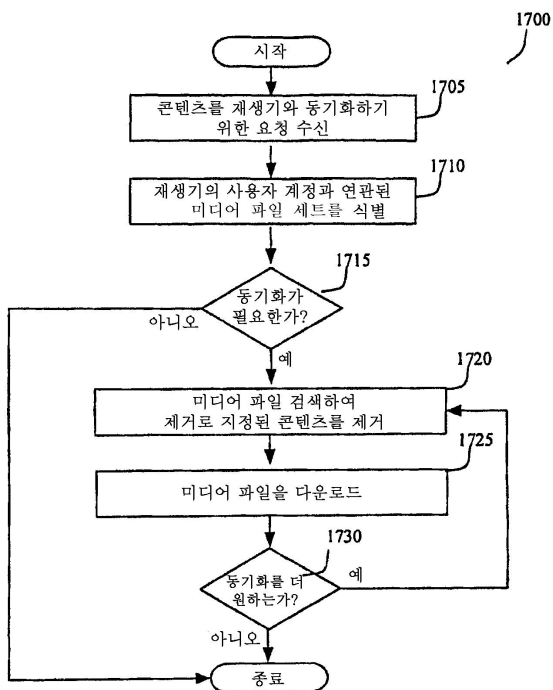 1700
시작
1705
콘텐츠를 재생기와 동기화하기
위한 요청 수신
1710
재생기의 사용자 계정과 연관된
미디어 파일 세트를 식별
1715
동기화가
필요한가?
아니오
예
1720
미디어 파일 검색하여
제거로 지정된 콘텐츠를 제거
1725
미디어 파일을 다운로드
1730
동기화를 더
원하는가?
예
아니오
종료